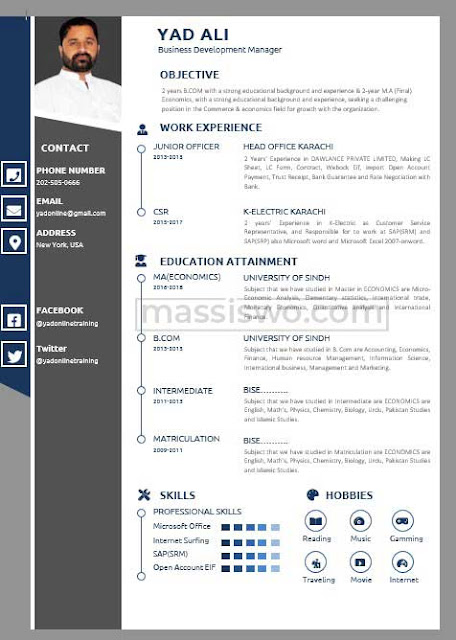 YAD ALI
Business Development Manager
OBJECTIVE
2 years B.COM with a strong educational background and experience & 2-year M.A (Final)
Economics, with a strong educational background and experience, seeking a challenging
position in the Commerce & economics field for growth with the organization.
CONTACT
PHONE NUMBER
202-505-0666
EMAIL
yadonline@gmail.com
ADDRESS
New York, USA
FACEBOOK
@yadonlinetraining
Twitter
@yadonlinetraining
WORK EXPERIENCE
JUNIOR OFFICER
2013-2015
HEAD OFFICE KARACHI
2 Years' Experience in DAWLANCE PRIVATE LIMITED, Making LC
Sheet, LC Form, Contract, Webock DT, Import Open Account
Payment, Trust Receipt, Bank Guarantee and Rate Negotiation with
Bank.
CSR
2015-2017
K-ELECTRIC KARACHI
2 years' Experience in K-Electric as Customer Service
Representative, and Responsible for to work at SAP(SRM) and
SAP(SRP) also Microsoft word and Microsoft Excel 2007-onword.
EDUCATION ATTAINMENT
MA(ECONOMICS)
2016-2018
UNIVERSITY OF SINDH
Subject that we have studied in Master in ECONOMICS are Micro-
Economic Analysis, Elementary statistics, International trade,
Monetary Economics, Quantitative analysis and International
Finance.
massiswo.com
B.COM
2013-2015
UNIVERSITY OF SINDH
Subject that we have studied in B. Com are Accounting, Economics,
Finance, Human resource Management, Information Science,
International Business, Management and Marketing.
INTERMEDIATE
2011-2013
BISE............
Subject that we have studied in Intermediate are ECONOMICS are
English, Math's, Physics, Chemistry, Biology, Urdu, Pakistan Studies
and Islamic Studies.
MATRICULATION
2009-2011
BISE............
Subject that we have studied in Matriculation are ECONOMICS are
English, Math's, Physics, Chemistry, Biology, Urdu, Pakistan Studies
and Islamic Studies.
SKILLS
PROFESSIONAL SKILLS
Microsoft Office
Internet Surfing
SAP(SRM)
Open Account EIF
HOBBIES
Reading
Music
Gamming
Traveling
Movie
Internet